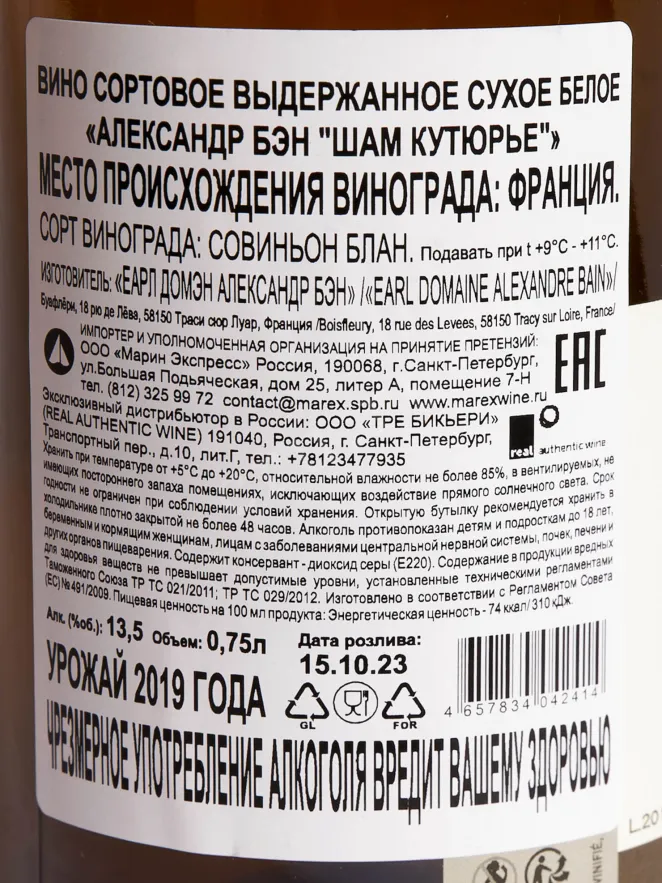 ВИНО СОРТОВОЕ ВЫДЕРЖАННОЕ СУХОЕ БЕЛОЕ
«АЛЕКСАНДР БЭН "ШАМ КУТЮРЬЕ"»
МЕСТО ПРОИСХОЖДЕНИЯ ВИНОГРАДА: ФРАНЦИЯ.
СОРТ ВИНОГРАДА: СОВИНЬОН БЛАН. Подавать при t +9°С - +11°С.
ИЗГОТОВИТЕЛЬ: «ЕАРЛ ДОМЭН АЛЕКСАНДР БЭН» /«EARL DOMAINE ALEXANDRE BAIN»/
Буафлёри, 18 рю де Лёва, 58150 Траси сюр Луар, Франция /Boisfleury, 18 rue des Levees, 58150 Tracy sur Loire, France/
ИМПОРТЕР И УПОЛНОМОЧЕННАЯ ОРГАНИЗАЦИЯ НА ПРИНЯТИЕ ПРЕТЕНЗИЙ:
ООО «Марин Экспресс» Россия, 190068, г.Санкт-Петербург,
ул.Большая Подьяческая, дом 25, литер А, помещение 7-Н
тел. (812) 325 99 72 contact@marex.spb.ru www.marexwine.ru
EAC
Эксклюзивный дистрибьютор в России: ООО «ТРЕ БИКЬЕРИ»
(REAL AUTHENTIC WINE) 191040, Россия, г. Санкт-Петербург,
Транспортный пер., д.10, лит.Г, тел.: +78123477935
real authentic wine
Хранить при температуре от +5°С до +20°С, относительной влажности не более 85%, в вентилируемых, не
имеющих постороннего запаха помещениях, исключающих воздействие прямого солнечного света. Срок
годности не ограничен при соблюдении условий хранения. Открытую бутылку рекомендуется хранить в
холодильнике плотно закрытой не более 48 часов. Алкоголь противопоказан детям и подросткам до 18 лет,
беременным и кормящим женщинам, лицам с заболеваниями центральной нервной системы, почек, печени и
других органов пищеварения. Содержит консервант - диоксид серы (Е220). Содержание в продукции вредных
для здоровья веществ не превышает допустимые уровни, установленные техническими регламентами
Таможенного Союза ТР ТС 021/2011; ТР ТС 029/2012. Изготовлено в соответствии с Регламентом Совета
(ЕС) № 491/2009. Пищевая ценность на 100 мл продукта: Энергетическая ценность - 74 ккал/ 310 кДж.
Алк. (%об.): 13,5 Объем: 0,75л
Дата розлива:
15.10.23
УРОЖАЙ 2019 ГОДА
GL FOR
4 657834 042414
ЧРЕЗМЕРНОЕ УПОТРЕБЛЕНИЕ АЛКОГОЛЯ ВРЕДИТ ВАШЕМУ ЗДОРОВЬЮ
L.20
VINIFIÉ,